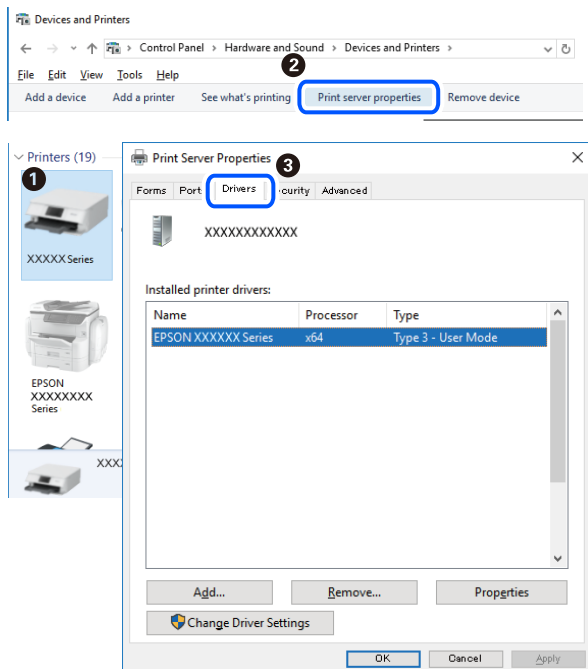 Devices and Printers
Control Panel > Hardware and Sound > Devices and Printers >
2
File Edit View Tools Help
Add a device Add a printer See what's printing Print server properties Remove device
Printers (19)
1
XXXXX Series
EPSON
XXXXXXXX
Series
XXX
Print Server Properties
3
Forms Port Drivers curity Advanced
XXXXXXXXXXXX
Installed printer drivers:
Name Processor Type
EPSON XXXXXX Series x64 Type 3 - User Mode
Add... Remove... Properties
Change Driver Settings
OK Cancel Apply